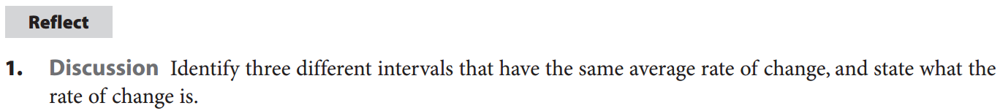 Reflect
1. Discussion Identify three different intervals that have the same average rate of change, and state what the
rate of change is.